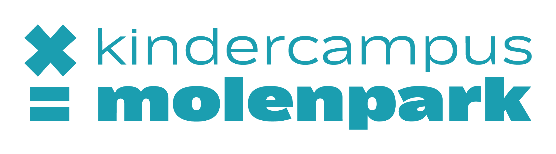 × kindercampus
= molenpark